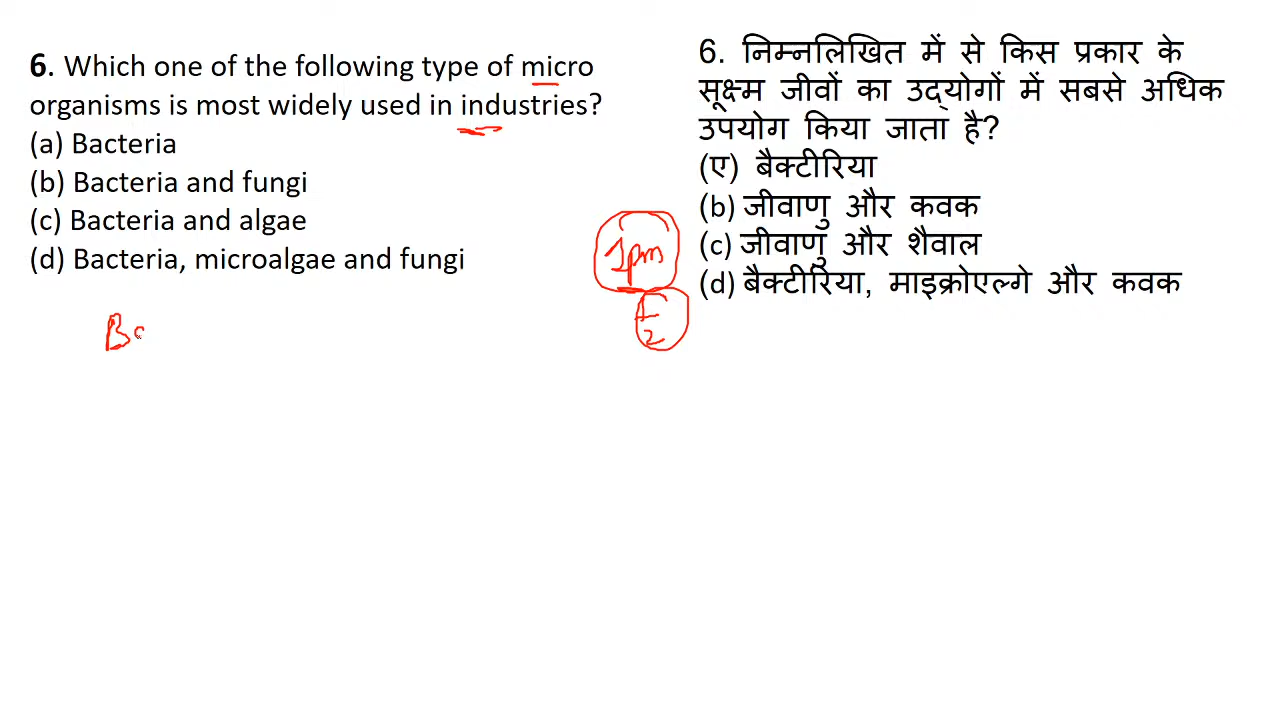 6. Which one of the following type of micro
organisms is most widely used in industries?
(a) Bacteria
(b) Bacteria and fungi
(c) Bacteria and algae
(d) Bacteria, microalgae and fungi
6. निम्नलिखित में से किस प्रकार के
सूक्ष्म जीवों का उद्योगों में सबसे अधिक
उपयोग किया जाता है?
(ए) बैक्टीरिया
(b) जीवाणु और कवक
(c) जीवाणु और शैवाल
(d) बैक्टीरिया, माइक्रोएल्गे और कवक
1pm